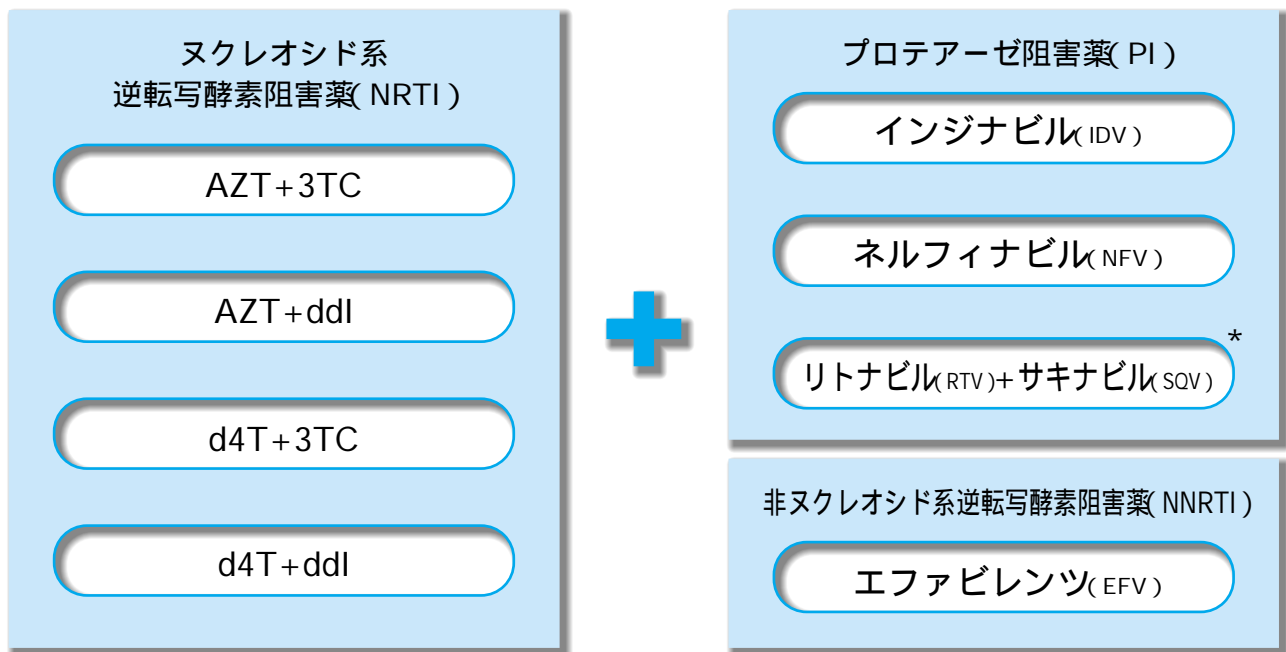 ヌクレオシド系
逆転写酵素阻害薬(NRTI)
AZT+3TC
AZT+ddI
d4T+3TC
d4T+ddI
プロテアーゼ阻害薬(PI)
インジナビル(IDV)
ネルフィナビル(NFV)
リトナビル(RTV)+サキナビル(SQV)*
非ヌクレオシド系逆転写酵素阻害薬(NNRTI)
エファビレンツ(EFV)